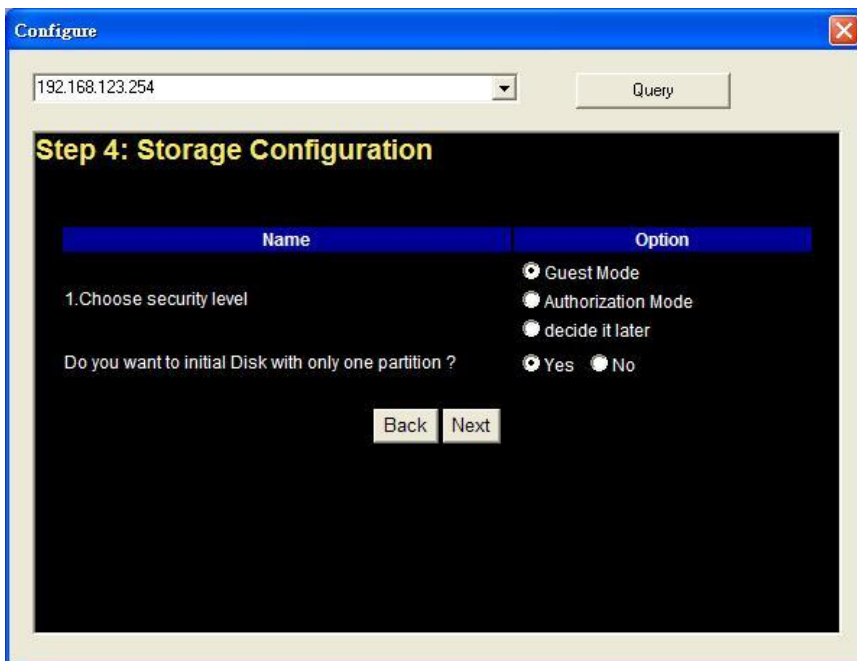 Configure
192.168.123.254
Query
Step 4: Storage Configuration
Name Option
1.Choose security level
Guest Mode
Authorization Mode
decide it later
Do you want to initial Disk with only one partition ?
Yes No
Back Next